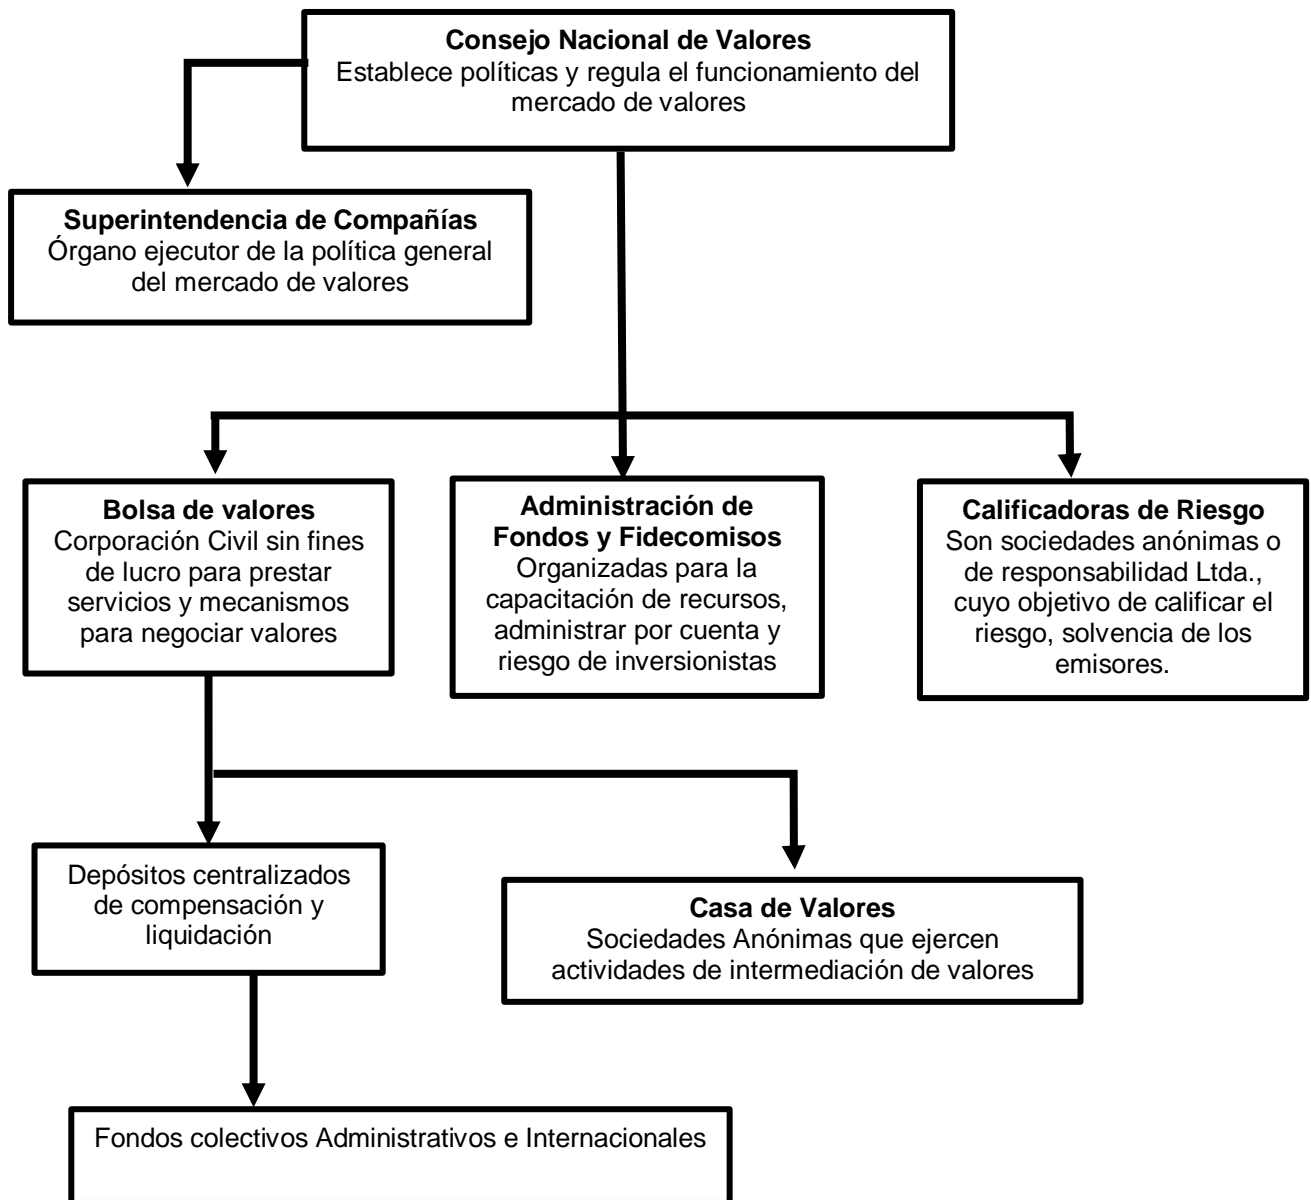 Consejo Nacional de Valores
Establece políticas y regula el funcionamiento del
mercado de valores
Superintendencia de Compañías
Órgano ejecutor de la política general
del mercado de valores
Bolsa de valores
Corporación Civil sin fines
de lucro para prestar
servicios y mecanismos
para negociar valores
Administración de
Fondos y Fidecomisos
Organizadas para la
capacitación de recursos,
administrar por cuenta y
riesgo de inversionistas
Calificadoras de Riesgo
Son sociedades anónimas o
de responsabilidad Ltda.,
cuyo objetivo de calificar el
riesgo, solvencia de los
emisores.
Depósitos centralizados
de compensación y
liquidación
Casa de Valores
Sociedades Anónimas que ejercen
actividades de intermediación de valores
Fondos colectivos Administrativos e Internacionales